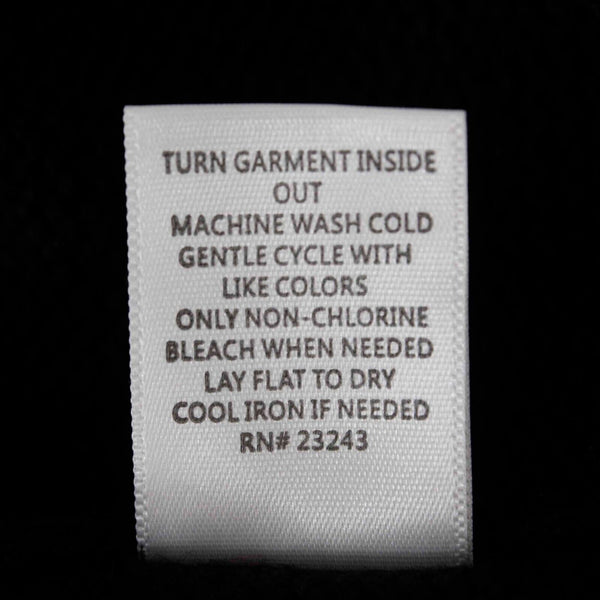 TURN GARMENT INSIDE
OUT
MACHINE WASH COLD
GENTLE CYCLE WITH
LIKE COLORS
ONLY NON-CHLORINE
BLEACH WHEN NEEDED
LAY FLAT TO DRY
COOL IRON IF NEEDED
RN# 23243